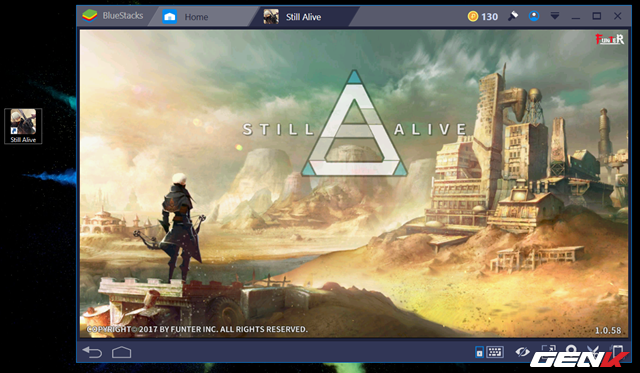 BlueStacks
Home
Still Alive
130
FUNTER
Still Alive
STILL ALIVE
COPYRIGHT© 2017 BY FUNTER INC. ALL RIGHTS RESERVED.
1.0.58
GENK